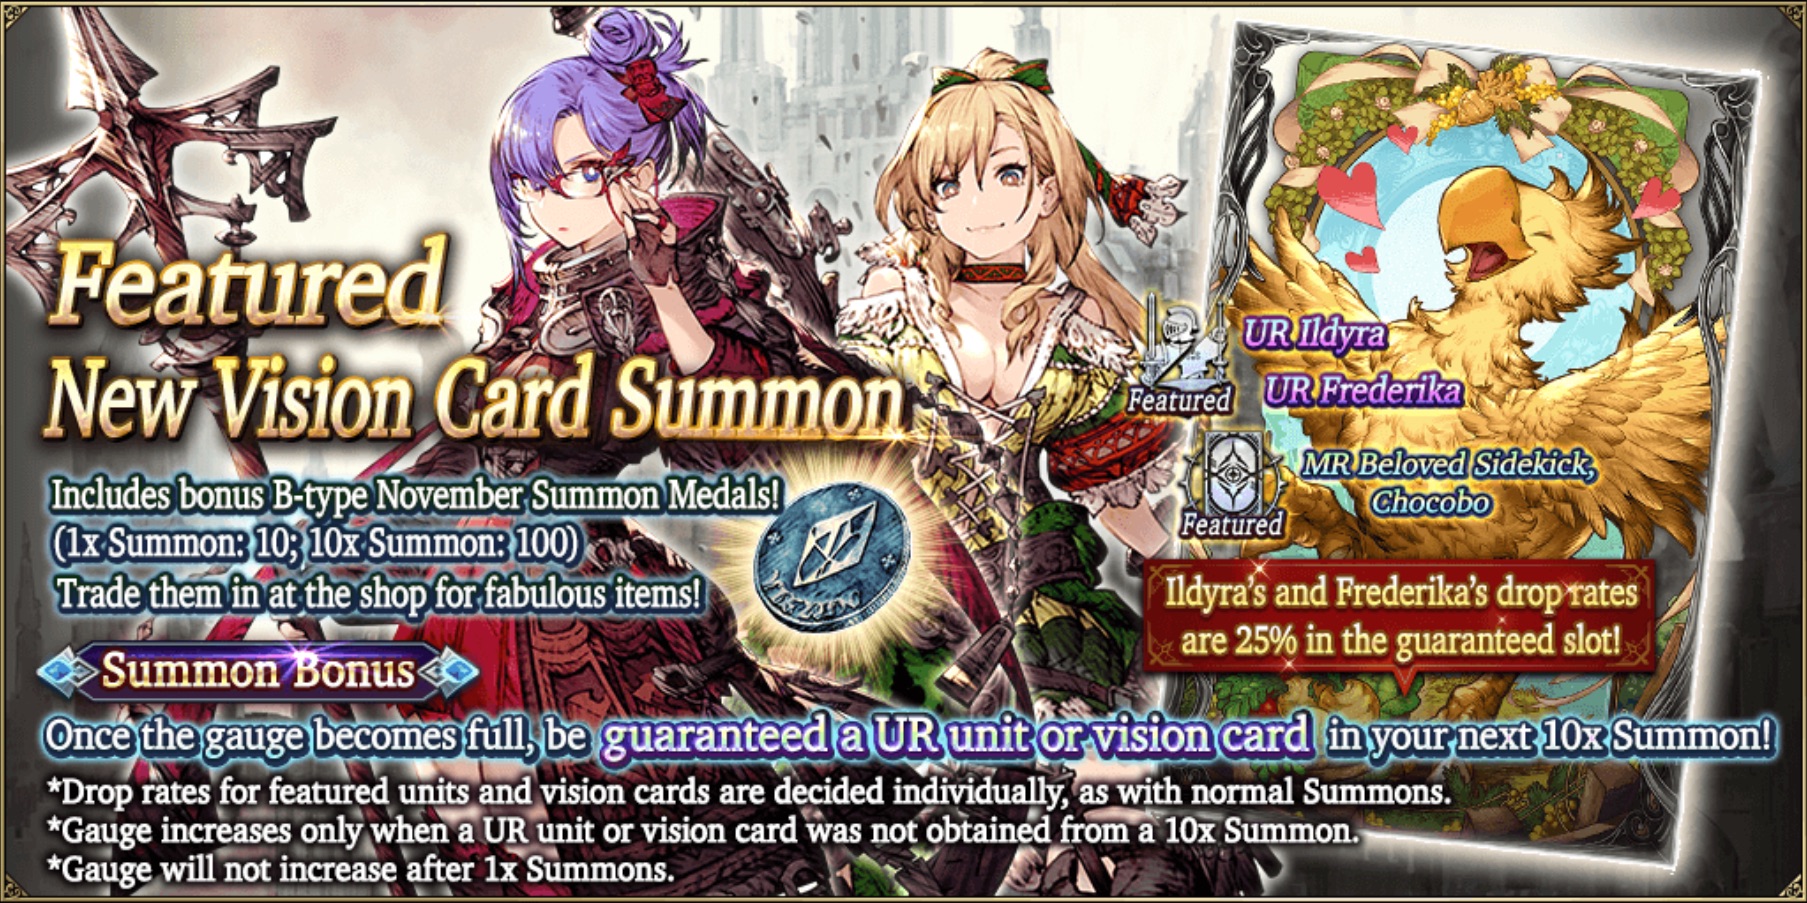 Featured
New Vision Card Summon
Includes bonus B-type November Summon Medals!
(1x Summon: 10; 10x Summon: 100)
Trade them in at the shop for fabulous items!
Featured
UR Ildyra
UR Frederika
Featured
MR Beloved Sidekick,
Chocobo
Ildyra's and Frederika's drop rates
are 25% in the guaranteed slot!
Summon Bonus
Once the gauge becomes full, be guaranteed a UR unit or vision card in your next 10x Summon!
*Drop rates for featured units and vision cards are decided individually, as with normal Summons.
*Gauge increases only when a UR unit or vision card was not obtained from a 10x Summon.
*Gauge will not increase after 1x Summons.